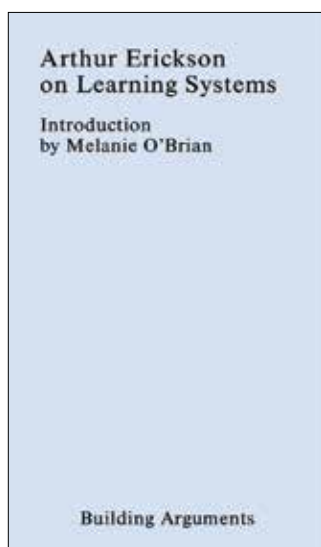 Arthur Erickson
on Learning Systems
Introduction
by Melanie O'Brian
Building Arguments